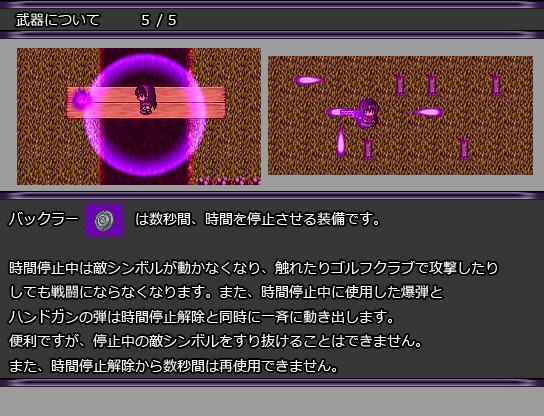 武器について　　　５／５
バックラー　は数秒間、時間を停止させる装備です。
時間停止中は敵シンボルが動かなくなり、触れたりゴルフクラブで攻撃したり
しても戦闘にならなくなります。また、時間停止中に使用した爆弾と
ハンドガンの弾は時間停止解除と同時に一斉に動き出します。
便利ですが、停止中の敵シンボルをすり抜けることはできません。
また、時間停止解除から数秒間は再使用できません。